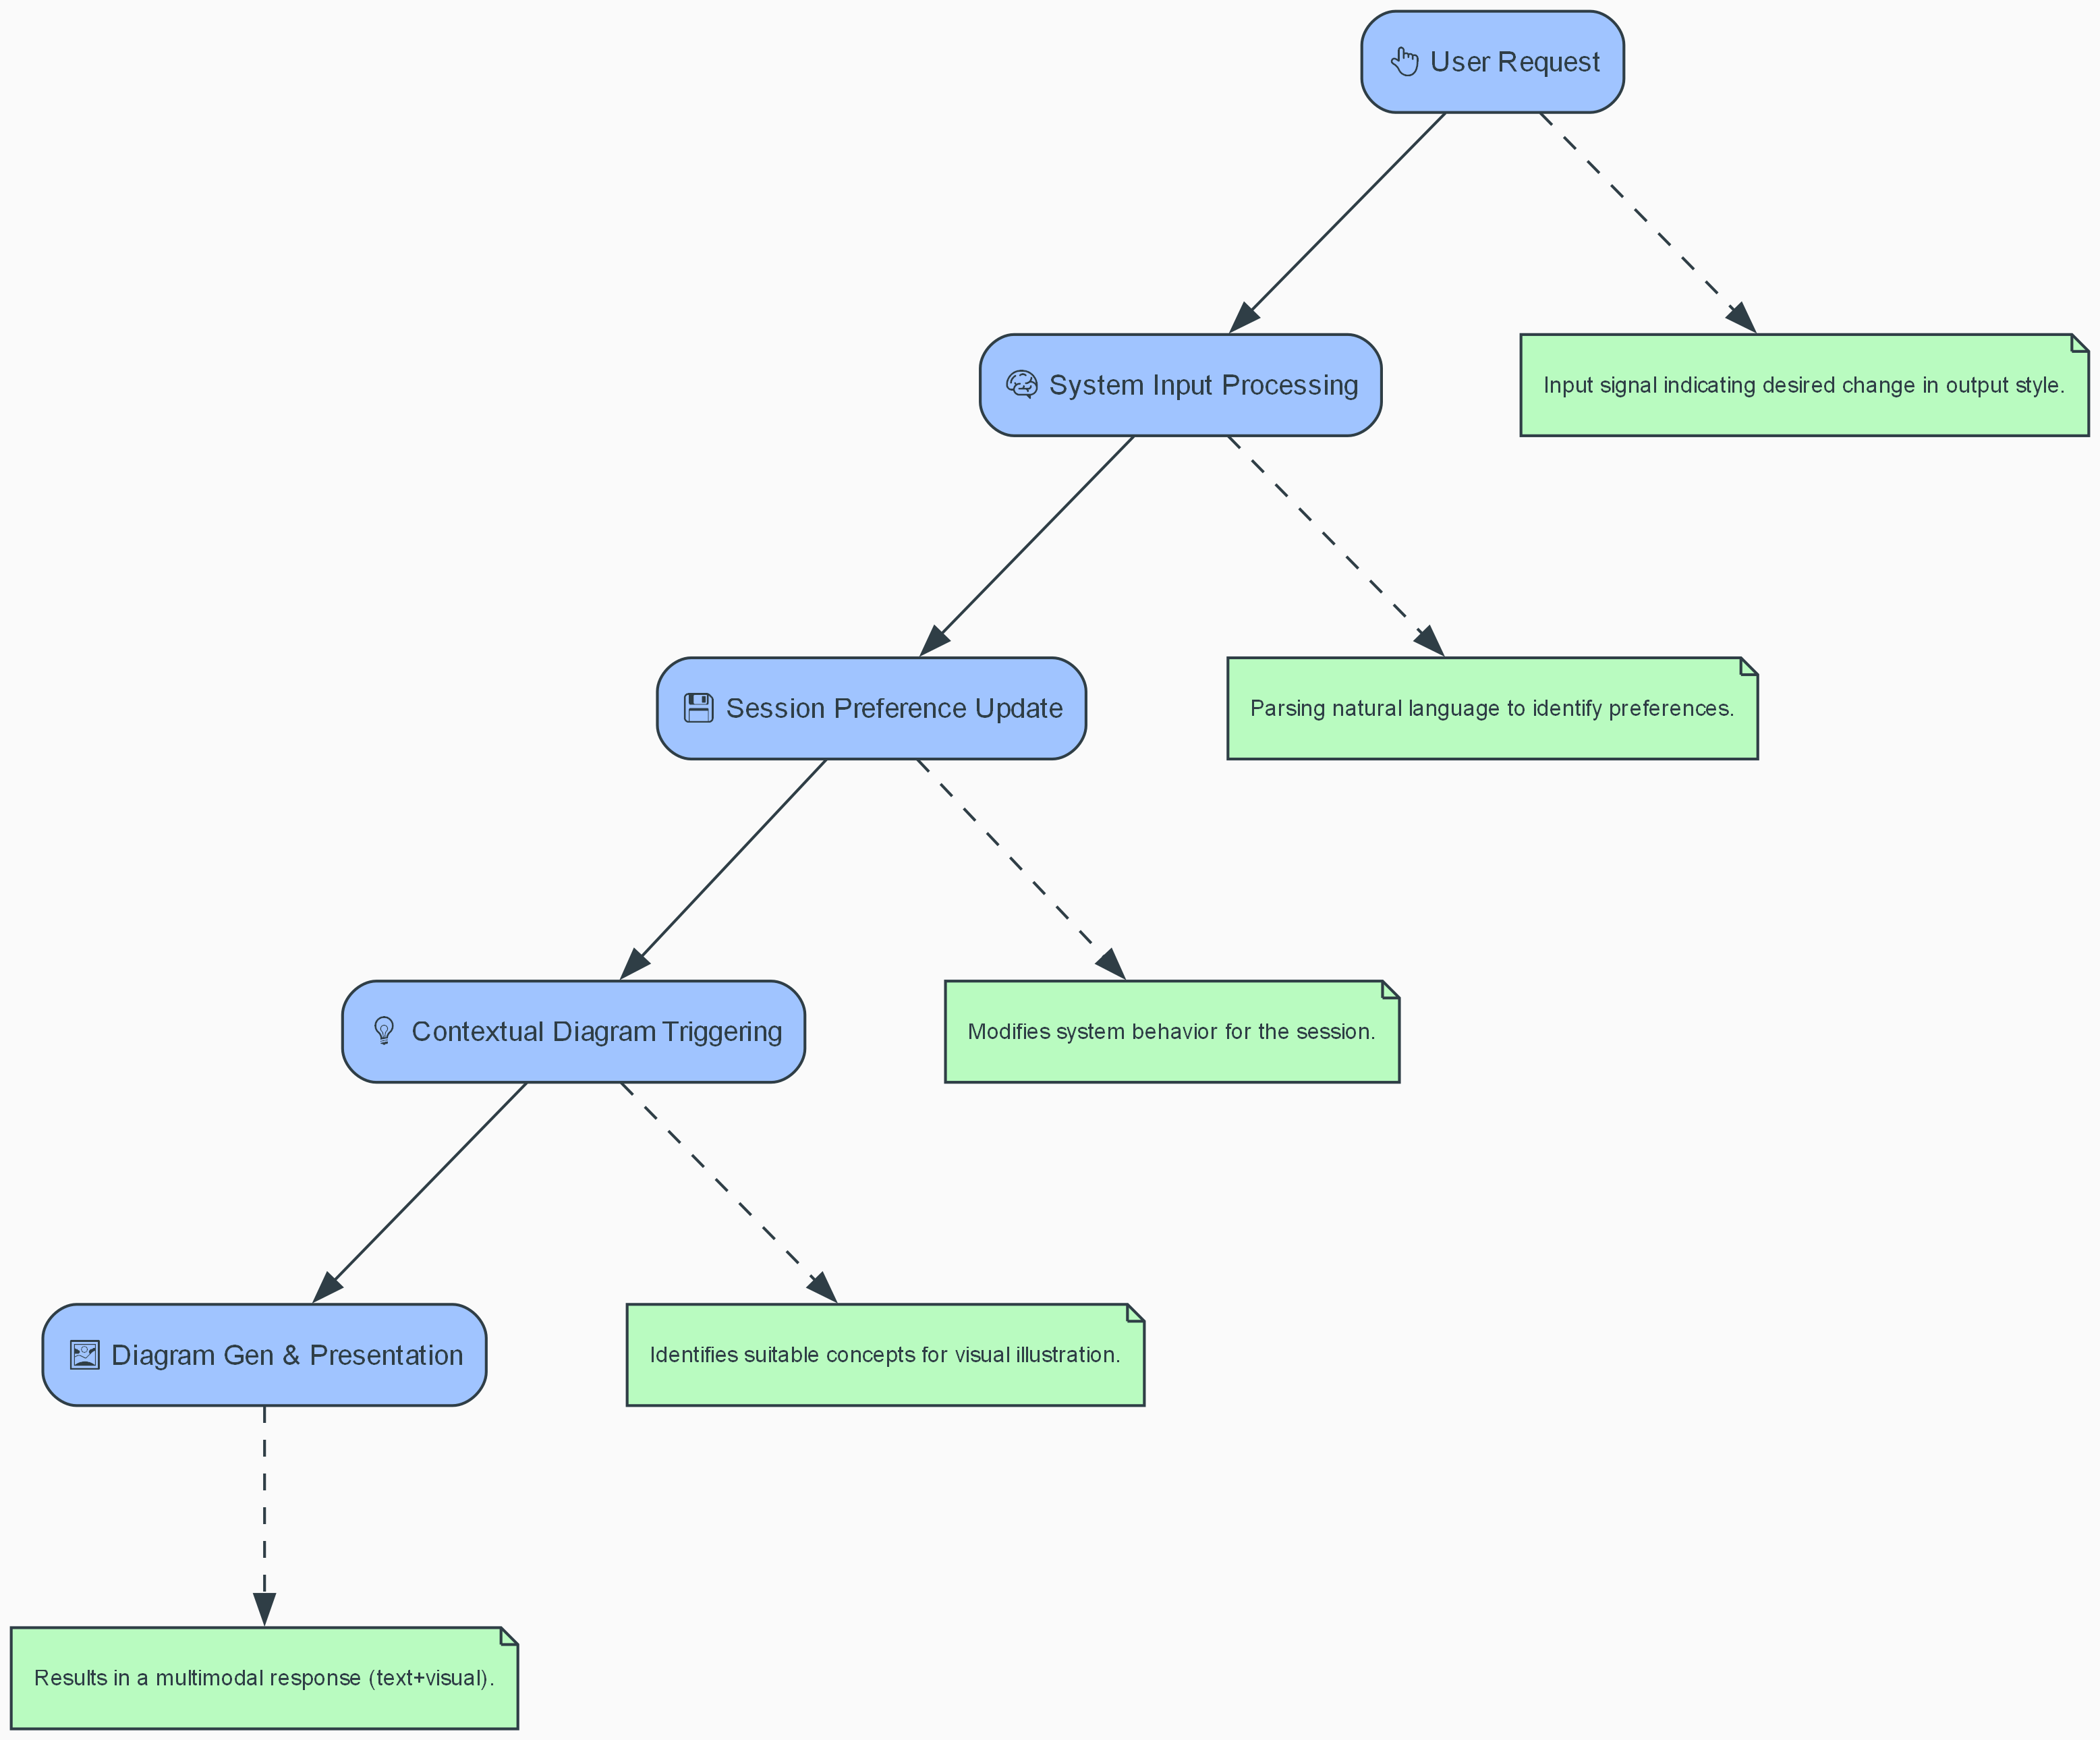 👆 User Request
🧠 System Input Processing
Input signal indicating desired change in output style.
💾 Session Preference Update
Parsing natural language to identify preferences.
💡 Contextual Diagram Triggering
Modifies system behavior for the session.
🖼 Diagram Gen & Presentation
Identifies suitable concepts for visual illustration.
Results in a multimodal response (text+visual).